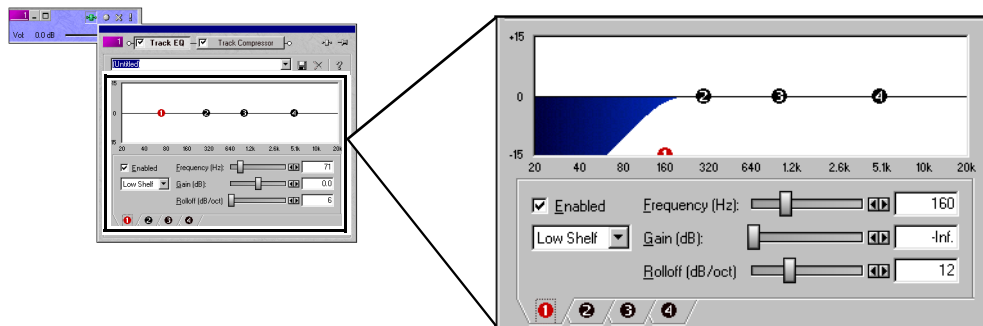 1
Vol: 0.0 dB
1 Track EQ Track Compressor
[Untitled]
15
0
15
1 2 3 4
20 40 80 160 320 640 1.2k 2.6k 5.1k 10k 20k
Enabled Frequency (Hz): 71
Low Shelf Gain (dB): 0.0
Rolloff (dB/oct) 6
1 2 3 4
+15
0
-15
2 3 4
1
20 40 80 160 320 640 1.2k 2.6k 5.1k 10k 20k
Enabled Frequency (Hz): 160
Low Shelf Gain (dB): -Inf.
Rolloff (dB/oct) 12
1 2 3 4